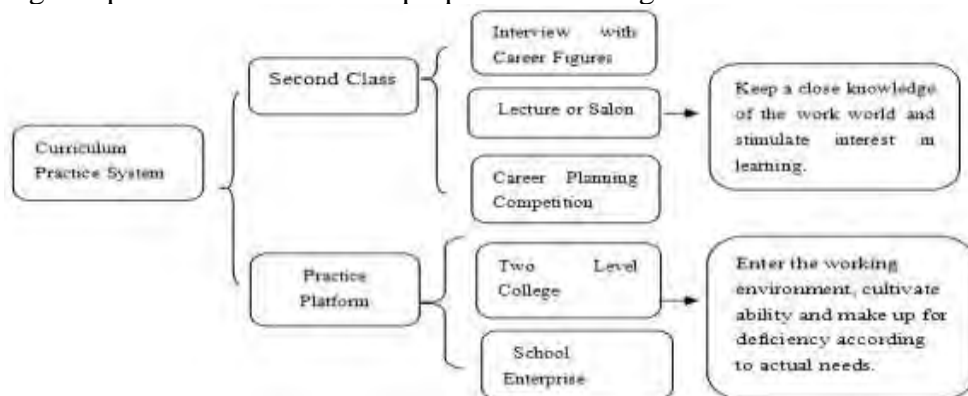 Interview with
Career Figures
Second Class
Lecture or Salon
Keep a close knowledge
of the work world and
stimulate interest in
learning.
Curriculum
Practice System
Career Planning
Competition
Practice
Platform
Two Level
College
Enter the working
environment, cultivate
ability and make up for
deficiency according
to actual needs.
School
Enterprise